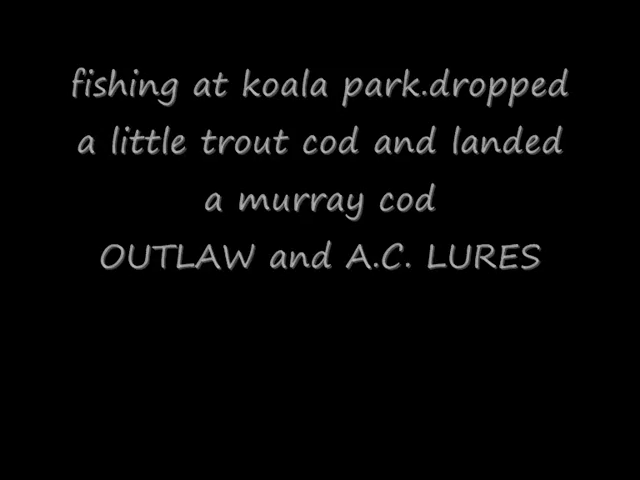 fishing at koala park.dropped
a little trout cod and landed
a murray cod
OUTLAW and A.C. LURES